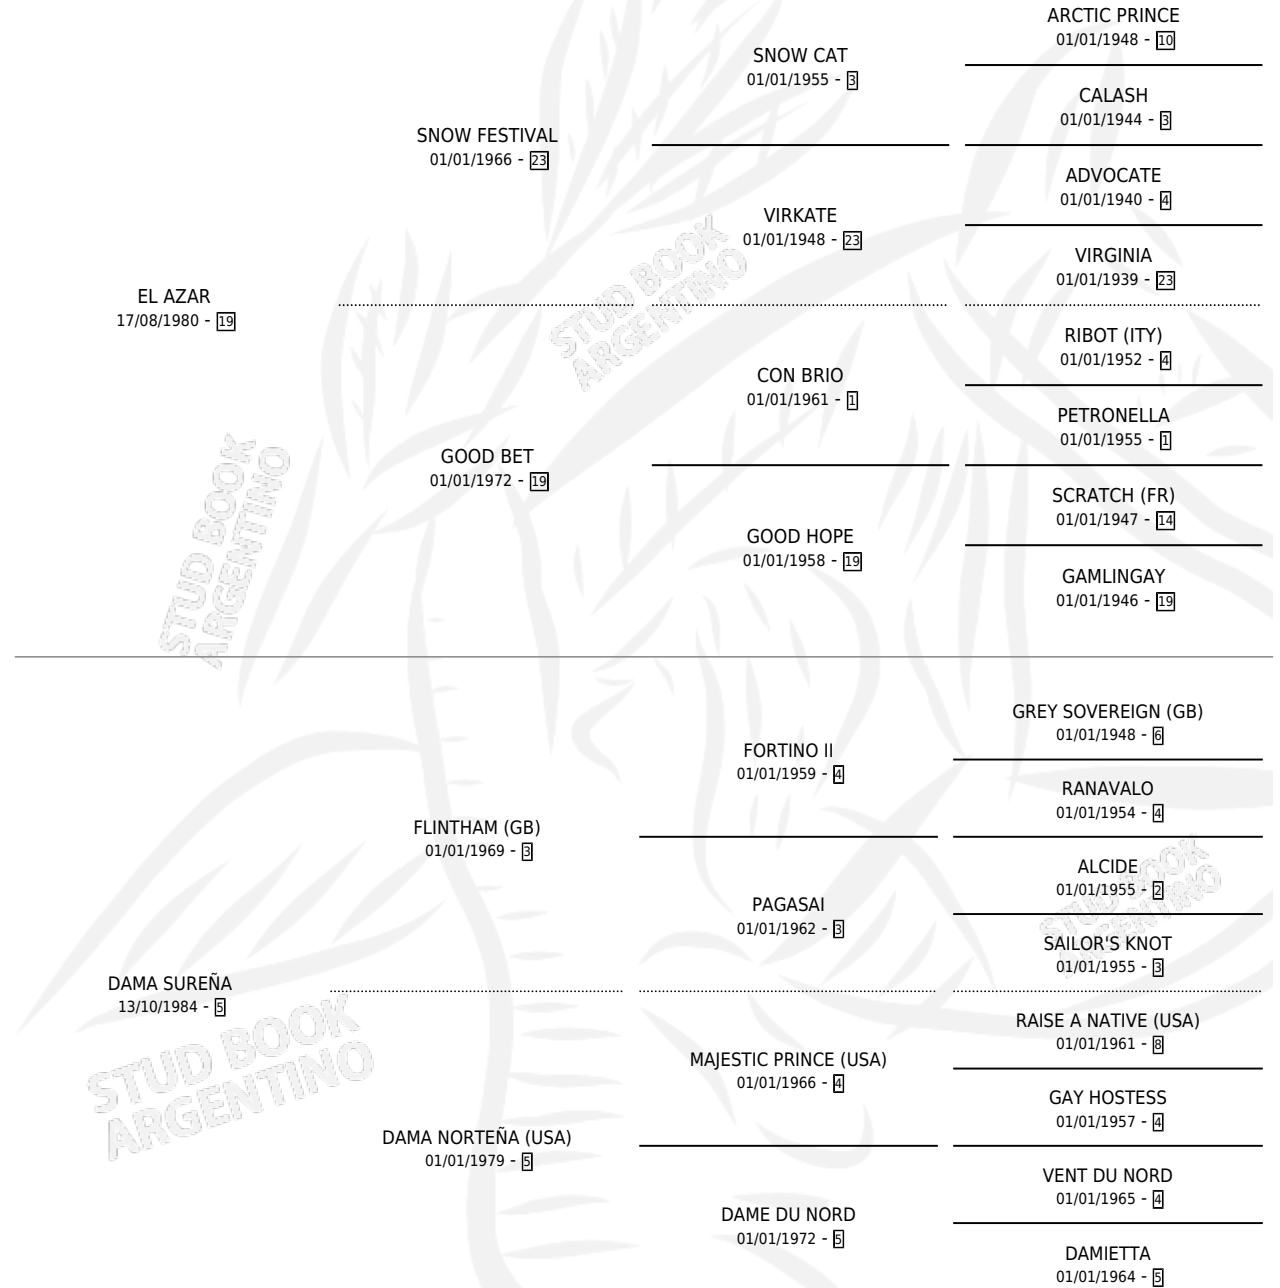 ARCTIC PRINCE
01/01/1948 - 10
SNOW CAT
01/01/1955 - 3
CALASH
01/01/1944 - 3
SNOW FESTIVAL
01/01/1966 - 23
ADVOCATE
01/01/1940 - 4
VIRKATE
01/01/1948 - 23
VIRGINIA
01/01/1939 - 23
EL AZAR
17/08/1980 - 19
RIBOT (ITY)
01/01/1952 - 4
CON BRIO
01/01/1961 - 1
PETRONELLA
01/01/1955 - 1
GOOD BET
01/01/1972 - 19
SCRATCH (FR)
01/01/1947 - 14
GOOD HOPE
01/01/1958 - 19
GAMLINGAY
01/01/1946 - 19
STUD BOOK
ARGENTINO
STUD BOOK
ARGENTINO
GREY SOVEREIGN (GB)
01/01/1948 - 6
FORTINO II
01/01/1959 - 4
RANAVALO
01/01/1954 - 4
FLINTHAM (GB)
01/01/1969 - 3
ALCIDE
01/01/1955 - 2
PAGASAI
01/01/1962 - 3
SAILOR'S KNOT
01/01/1955 - 3
DAMA SUREÑA
13/10/1984 - 5
RAISE A NATIVE (USA)
01/01/1961 - 8
MAJESTIC PRINCE (USA)
01/01/1966 - 4
GAY HOSTESS
01/01/1957 - 4
DAMA NORTEÑA (USA)
01/01/1979 - 5
VENT DU NORD
01/01/1965 - 4
DAME DU NORD
01/01/1972 - 5
DAMIETTA
01/01/1964 - 5
STUD BOOK
ARGENTINO
STUD BOOK
ARGENTINO